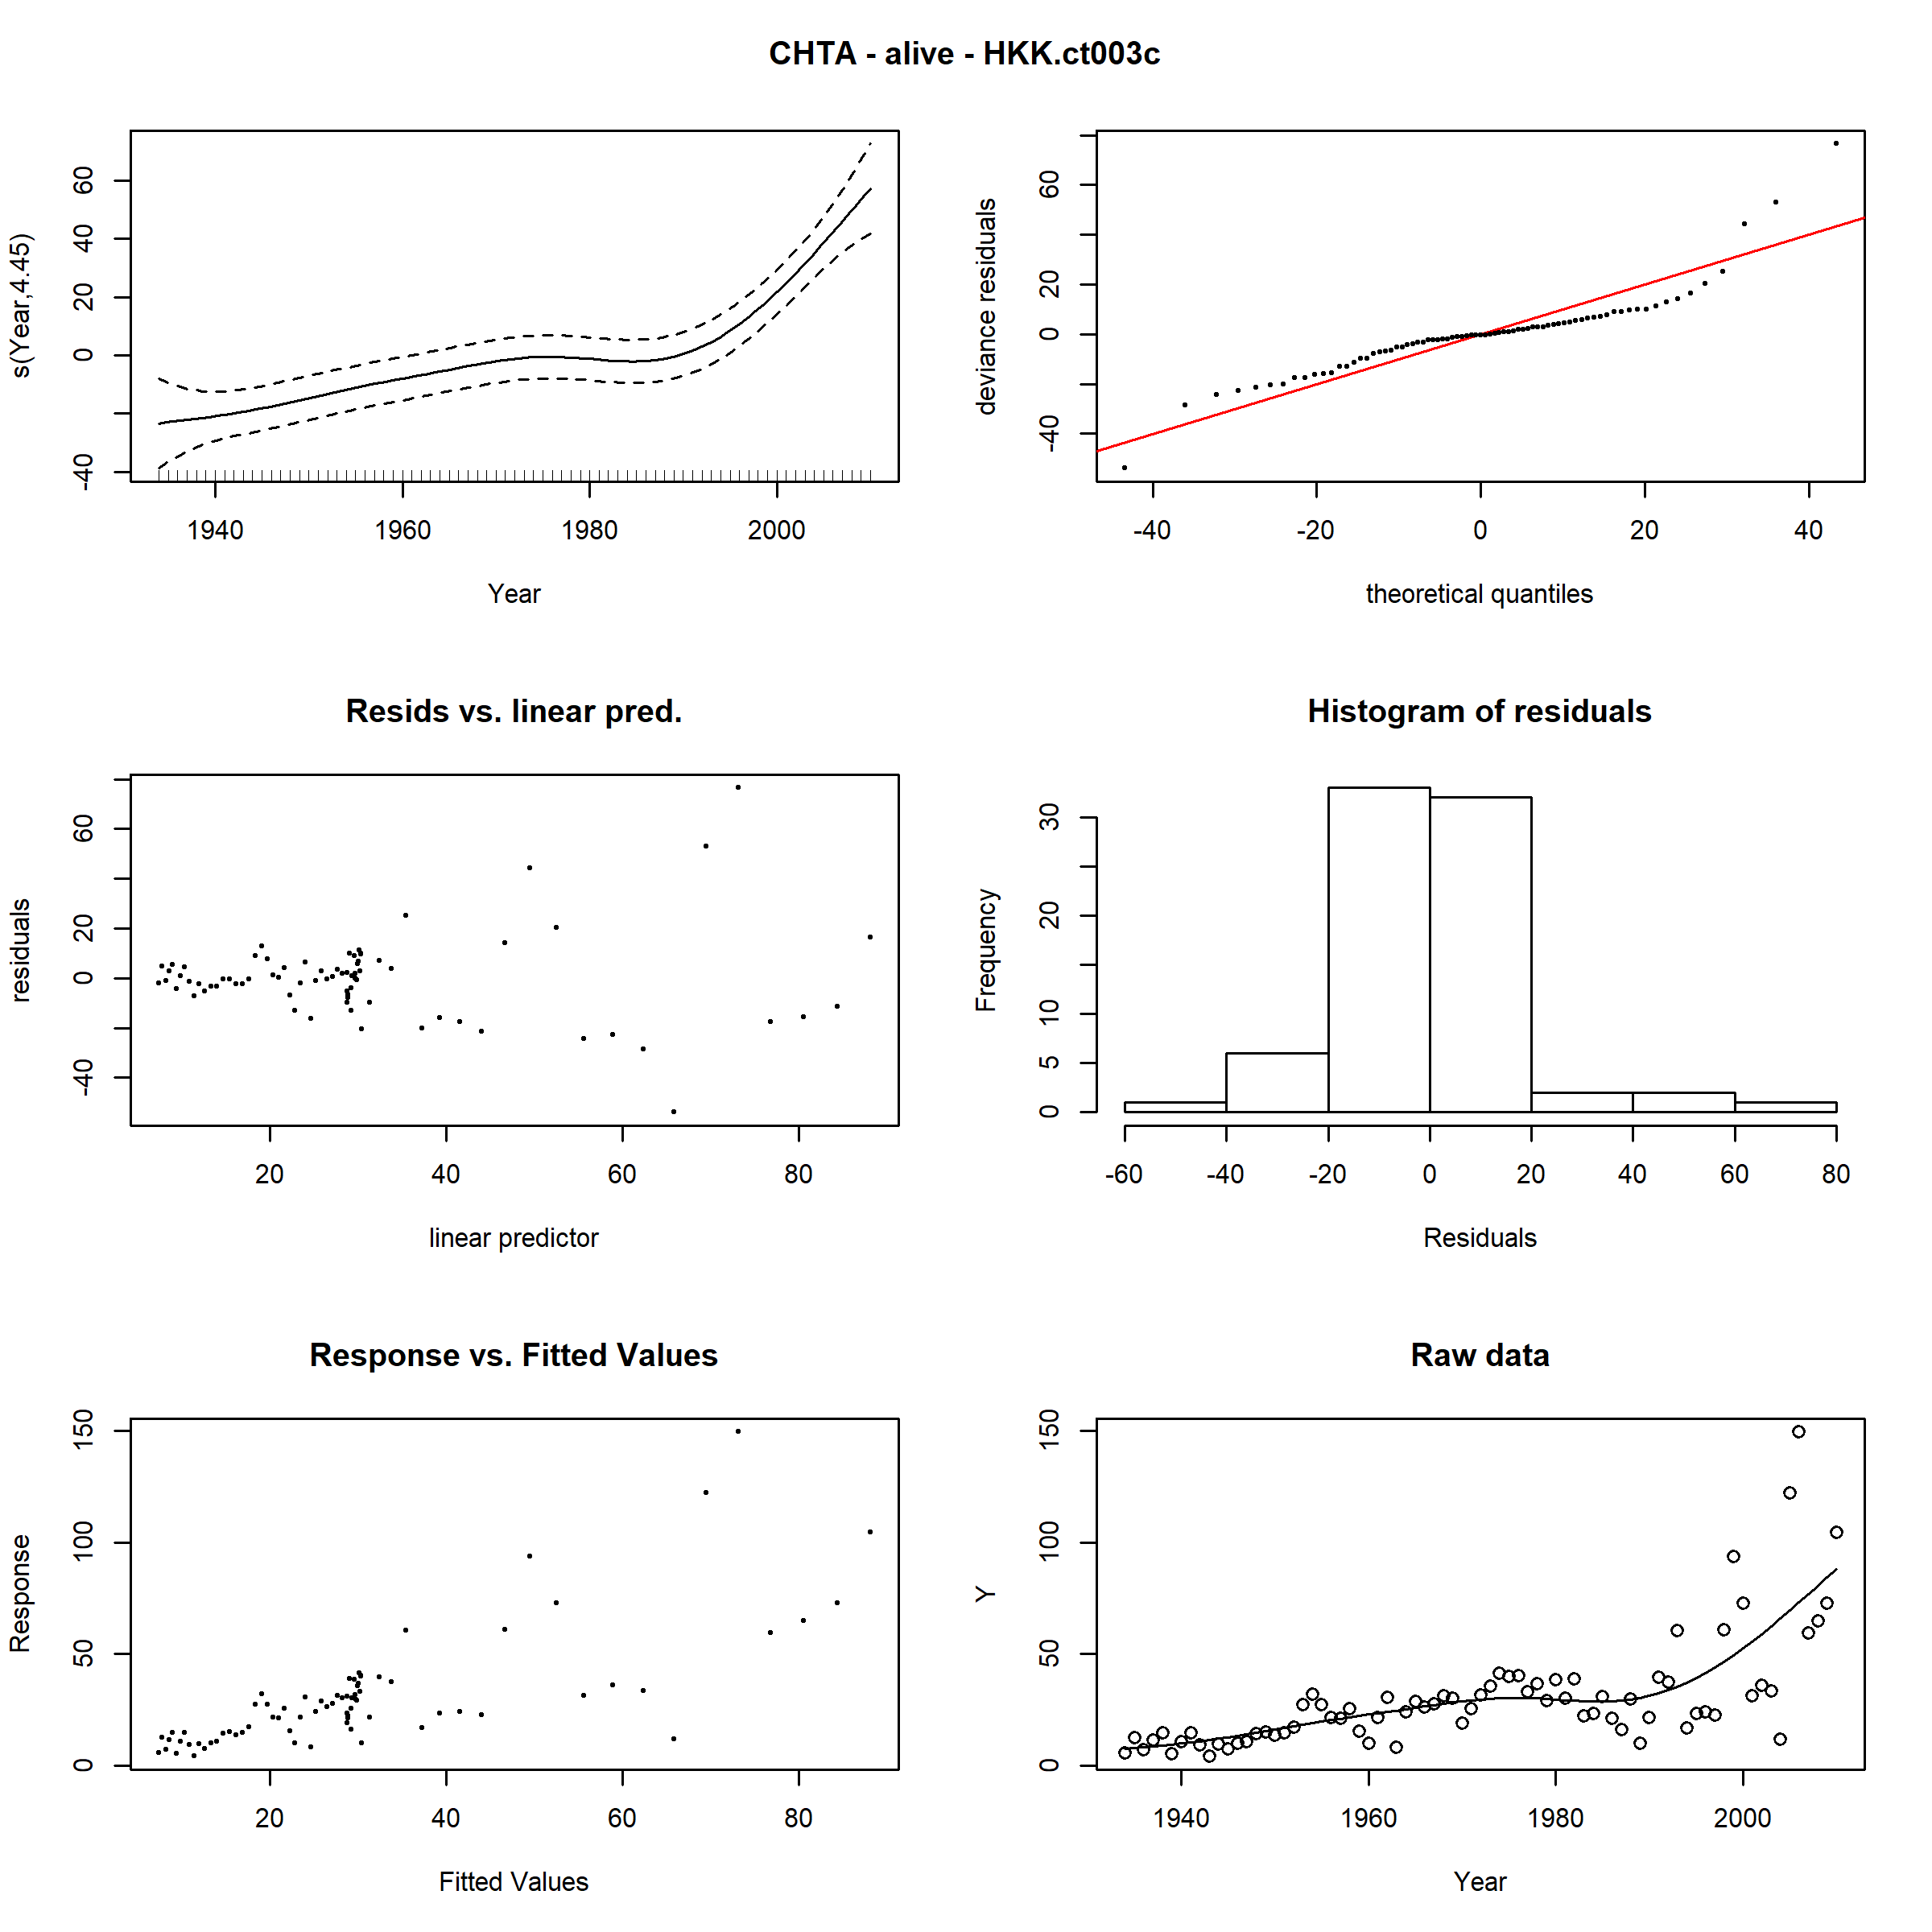 CHTA - alive - HKK.ct003c
s(Year,4.45)
60
40
20
0
-40
1940 1960 1980 2000
Year
deviance residuals
60
20
0
-40
-40 -20 0 20 40
theoretical quantiles
Resids vs. linear pred.
residuals
60
20
0
-40
20 40 60 80
linear predictor
Histogram of residuals
Frequency
30
20
10
5
0
-60 -40 -20 0 20 40 60 80
Residuals
Response vs. Fitted Values
Response
150
100
50
0
20 40 60 80
Fitted Values
Raw data
Y
150
100
50
0
1940 1960 1980 2000
Year